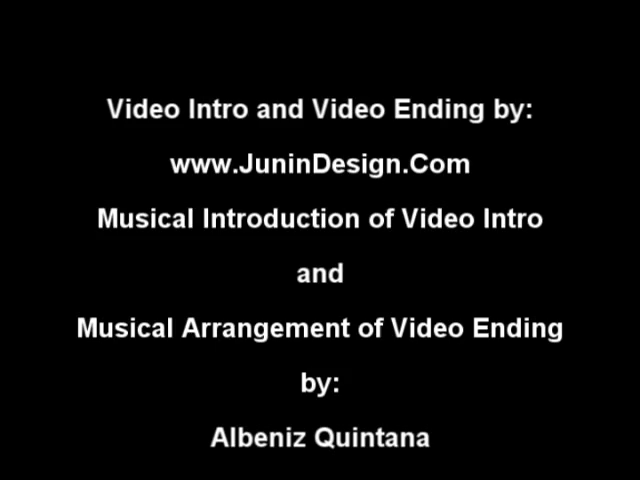 Video Intro and Video Ending by:
www.JuninDesign.Com
Musical Introduction of Video Intro
and
Musical Arrangement of Video Ending
by:
Albeniz Quintana